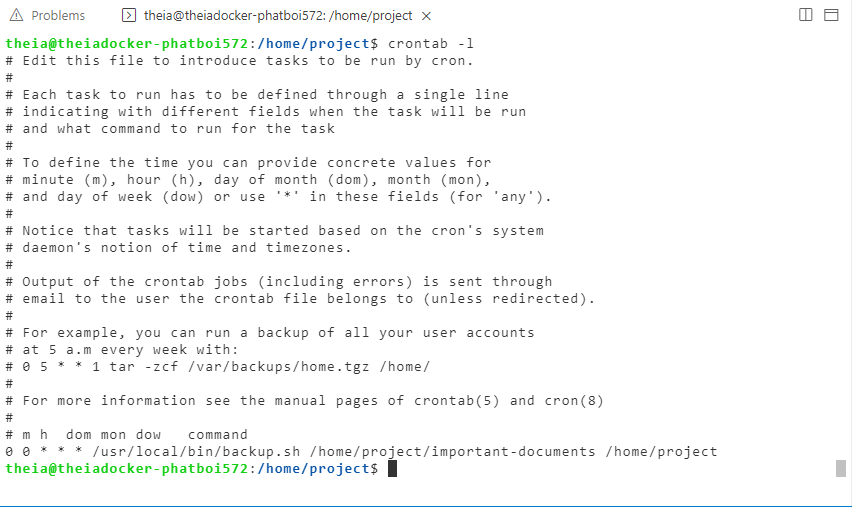 Problems
theia@theiadocker-phatboi572: /home/project
theia@theiadocker-phatboi572:/home/project$ crontab -l
# Edit this file to introduce tasks to be run by cron.
#
# Each task to run has to be defined through a single line
# indicating with different fields when the task will be run
# and what command to run for the task
#
# To define the time you can provide concrete values for
# minute (m), hour (h), day of month (dom), month (mon),
# and day of week (dow) or use '*' in these fields (for 'any').
#
# Notice that tasks will be started based on the cron's system
# daemon's notion of time and timezones.
#
# Output of the crontab jobs (including errors) is sent through
# email to the user the crontab file belongs to (unless redirected).
#
# For example, you can run a backup of all your user accounts
# at 5 a.m every week with:
# 0 5 * * 1 tar -zcf /var/backups/home.tgz /home/
#
# For more information see the manual pages of crontab(5) and cron(8)
#
# m h  dom mon dow   command
0 0 * * * /usr/local/bin/backup.sh /home/project/important-documents /home/project
theia@theiadocker-phatboi572:/home/project$